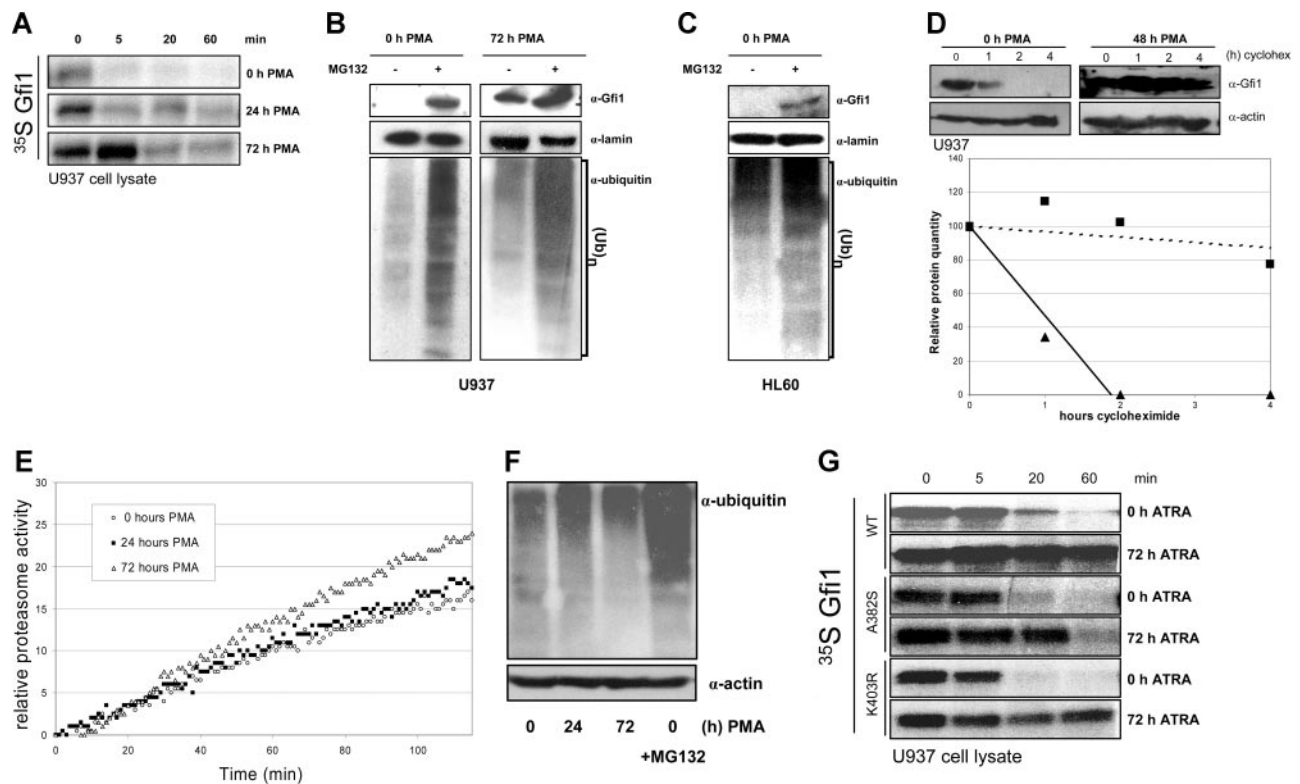 A
0 5 20 60 min
35S Gfi1
0 h PMA
24 h PMA
72 h PMA
U937 cell lysate
B
0 h PMA 72 h PMA
MG132 - + - +
α-Gfi1
α-lamin
α-ubiquitin
(Ub)n
U937
C
0 h PMA
MG132 - +
α-Gfi1
α-lamin
α-ubiquitin
(Ub)n
HL60
D
0 h PMA 48 h PMA
0 1 2 4 0 1 2 4 (h) cyclohex
α-Gfi1
α-actin
U937
Relative protein quantity
140
120
100
80
60
40
20
0
0 1 2 3 4
hours cycloheximide
E
relative proteasome activity
30
25
20
15
10
5
0
0 hours PMA
24 hours PMA
72 hours PMA
0 20 40 60 80 100
Time (min)
F
α-ubiquitin
α-actin
0 24 72 0 (h) PMA
+MG132
G
0 5 20 60 min
35S Gfi1
WT
0 h ATRA
72 h ATRA
A382S
0 h ATRA
72 h ATRA
K403R
0 h ATRA
72 h ATRA
U937 cell lysate